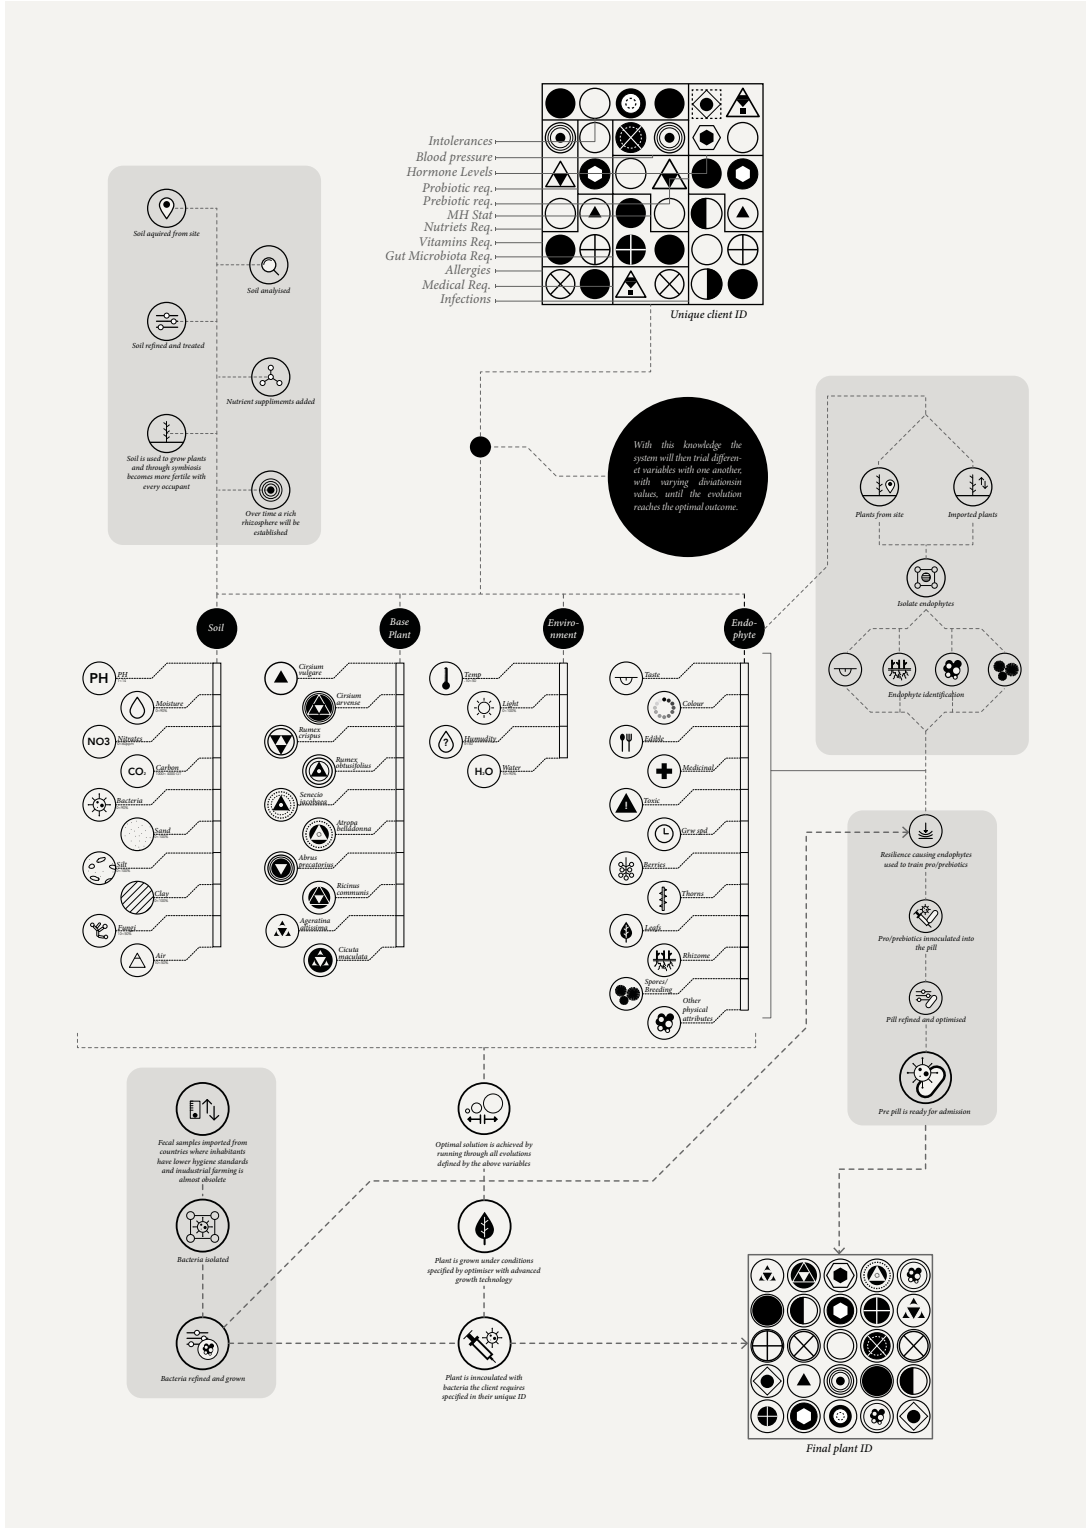 Intolerances
Blood pressure
Hormone Levels
Probiotic req.
Prebiotic req.
MH Stat
Nutriets Req.
Vitamins Req.
Gut Microbiota Req.
Allergies
Medical Req.
Infections
Unique client ID
Soil aquired from site
Soil analyised
Soil refined and treated
Nutrient supplimemts added
Soil is used to grow plants
and through symbiosis
becomes more fertile with
every occupant
Over time a rich
rhizosphere will be
established
With this knowledge the
system will then trial differen-
et variables with one another,
with varying diviationsin
values, until the evolution
reaches the optimal outcome.
Plants from site
Imported plants
Isolate endophytes
Endophyte identification
Soil
Base
Plant
Enviro-
nment
Endo-
phyte
PH
PH
Moisture
NO3
Nitrates
CO₂
Carbon
Bacteria
Sand
Silt
Clay
Fungi
Air
Cirsium
vulgare
Cirsium
arvense
Rumex
crispus
Rumex
obtusifolius
Senecio
jacobaea
Atropa
belladonna
Abrus
precatorius
Ricinus
communis
Ageratina
altissima
Cicuta
maculata
Temp
Light
?
Humudity
H₂O
Water
Taste
Colour
Edible
Medicinal
!
Toxic
Grw spd
Berries
Thorns
Leafs
Rhizome
Spores/
Breeding
Other
physical
attributes
Resilience causing endophytes
used to train pro/prebiotics
Pro/prebiotics innoculated into
the pill
Pill refined and optimised
Pre pill is ready for admission
Fecal samples imported from
countries where inhabitants
have lower hygiene standards
and inudustrial farming is
almost obsolete
Bacteria isolated
Bacteria refined and grown
Optimal solution is achieved by
running through all evolutions
defined by the above variables
Plant is grown under conditions
specified by optimiser with advanced
growth technology
Plant is inncoulated with
bacteria the client requires
specified in their unique ID
Final plant ID